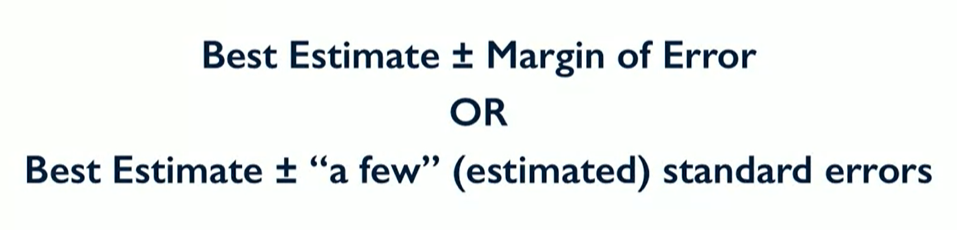 Best Estimate ± Margin of Error
OR
Best Estimate ± “a few” (estimated) standard errors